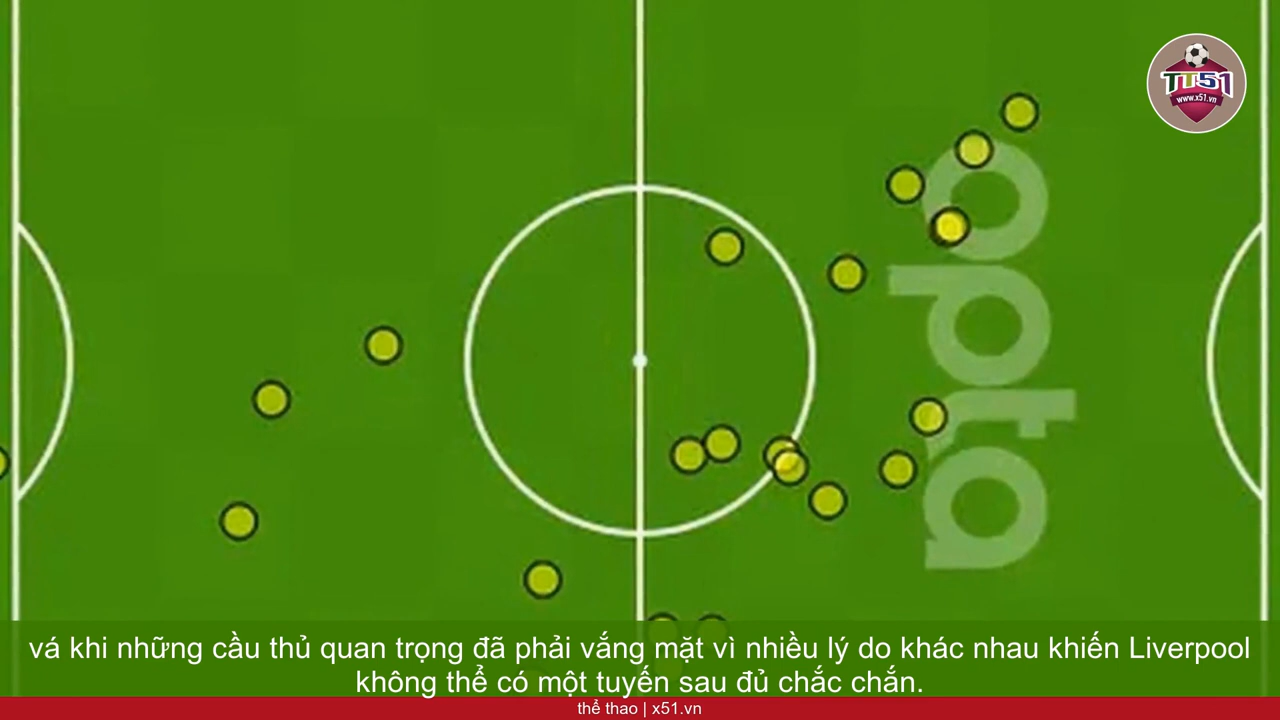 TT51
www.x51.vn
opta
vá khi những cầu thủ quan trọng đã phải vắng mặt vì nhiều lý do khác nhau khiến Liverpool
không thể có một tuyến sau đủ chắc chắn.
thể thao | x51.vn